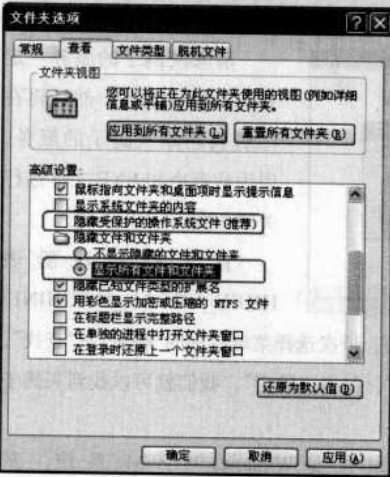 文件夹选项
常规 查看 文件类型 脱机文件
文件夹视图
您可以将正在为此文件夹使用的视图(例如详细
信息或平铺)应用到所有文件夹。
应用到所有文件夹(L) 重置所有文件夹(R)
高级设置:
鼠标指向文件夹和桌面项时显示提示信息
显示系统文件夹的内容
隐藏受保护的操作系统文件(推荐)
隐藏文件和文件夹
不显示隐藏的文件和文件夹
显示所有文件和文件夹
隐藏已知文件类型的扩展名
用彩色显示加密或压缩的 NTFS 文件
在标题栏显示完整路径
在单独的进程中打开文件夹窗口
在登录时还原上一个文件夹窗口
还原为默认值(D)
确定 取消 应用(A)